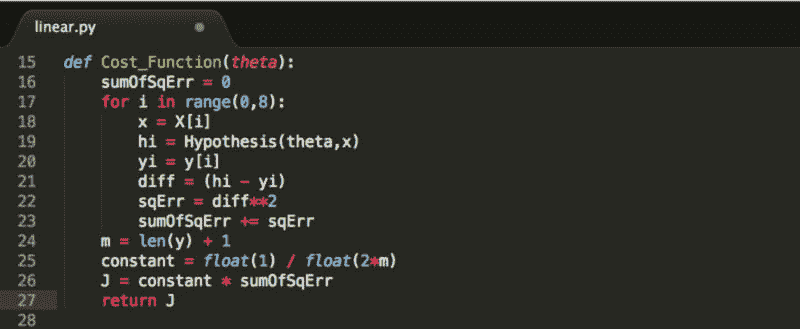 linear.py
15 def Cost_Function(theta):
16     sumOfSqErr = 0
17     for i in range(0,8):
18         x = X[i]
19         hi = Hypothesis(theta,x)
20         yi = y[i]
21         diff = (hi - yi)
22         sqErr = diff**2
23         sumOfSqErr += sqErr
24     m = len(y) + 1
25     constant = float(1) / float(2*m)
26     J = constant * sumOfSqErr
27     return J
28